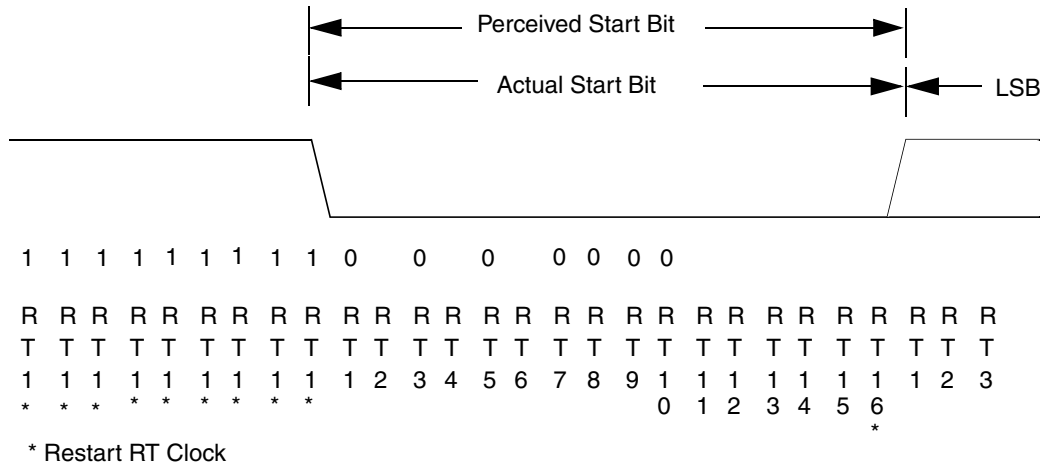 Perceived Start Bit
Actual Start Bit
LSB
1 1 1 1 1 1 1 1 1 0 0 0 0 0 0 0
R R R R R R R R R R R R R R R R R R R R R R R R R R R R
T T T T T T T T T T T T T T T T T T T T T T T T T T T T
1 1 1 1 1 1 1 1 1 1 2 3 4 5 6 7 8 9 1 1 1 1 1 1 1 1 2 3
* * * * * * * * * 0 1 2 3 4 5 6
*
* Restart RT Clock